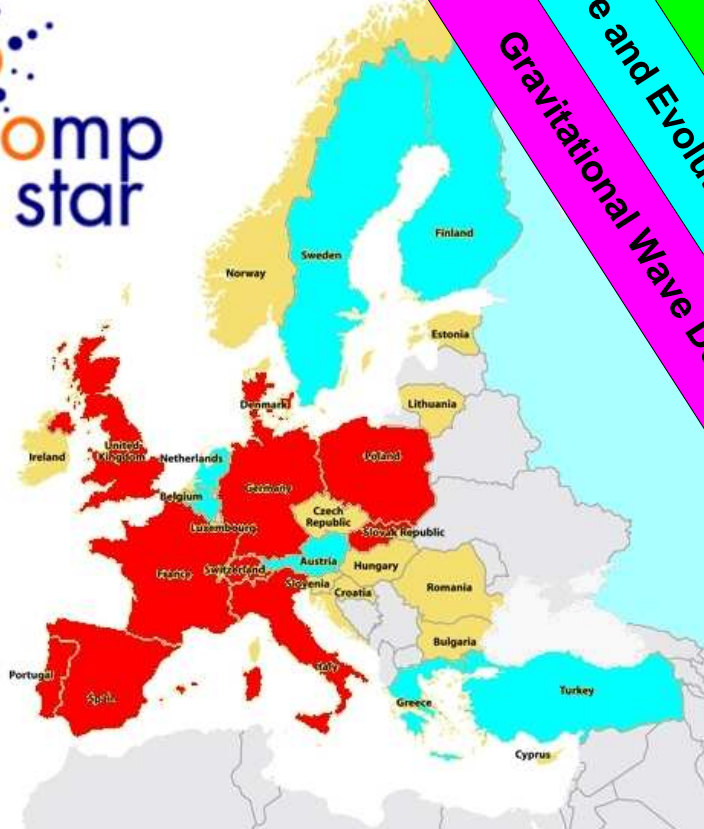 omp
star
e and Evolu
Gravitational Wave D
Finland
Sweden
Norway
Estonia
Lithuania
Denmark
United
Kingdom
Ireland
Netherlands
Poland
Germany
Belgium
Czech
Republic
Luxembourg
Slovak Republic
Austria
Hungary
France
Switzerland
Slovenia
Croatia
Romania
Bulgaria
Portugal
Spain
Italy
Greece
Turkey
Cyprus